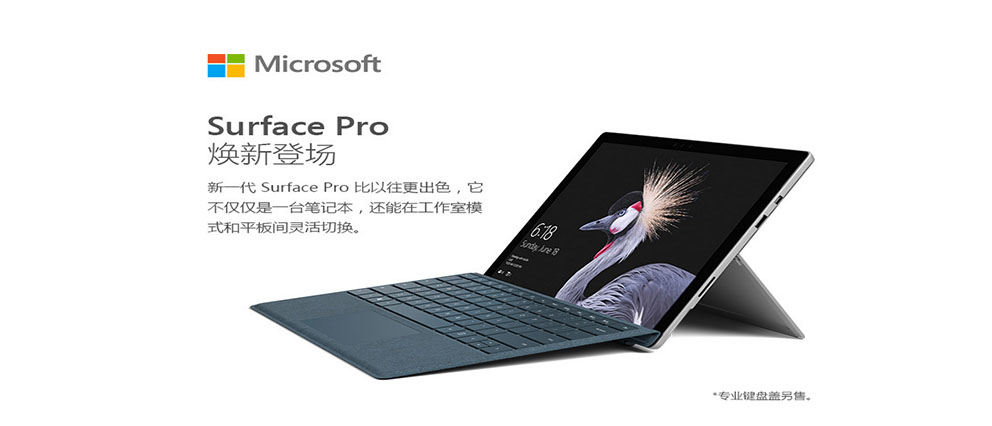 Microsoft
Surface Pro
焕新登场
新一代 Surface Pro 比以往更出色，它
不仅仅是一台笔记本，还能在工作室模
式和平板间灵活切换。
6:18
Sunday, June 18
*专业键盘盖另售。